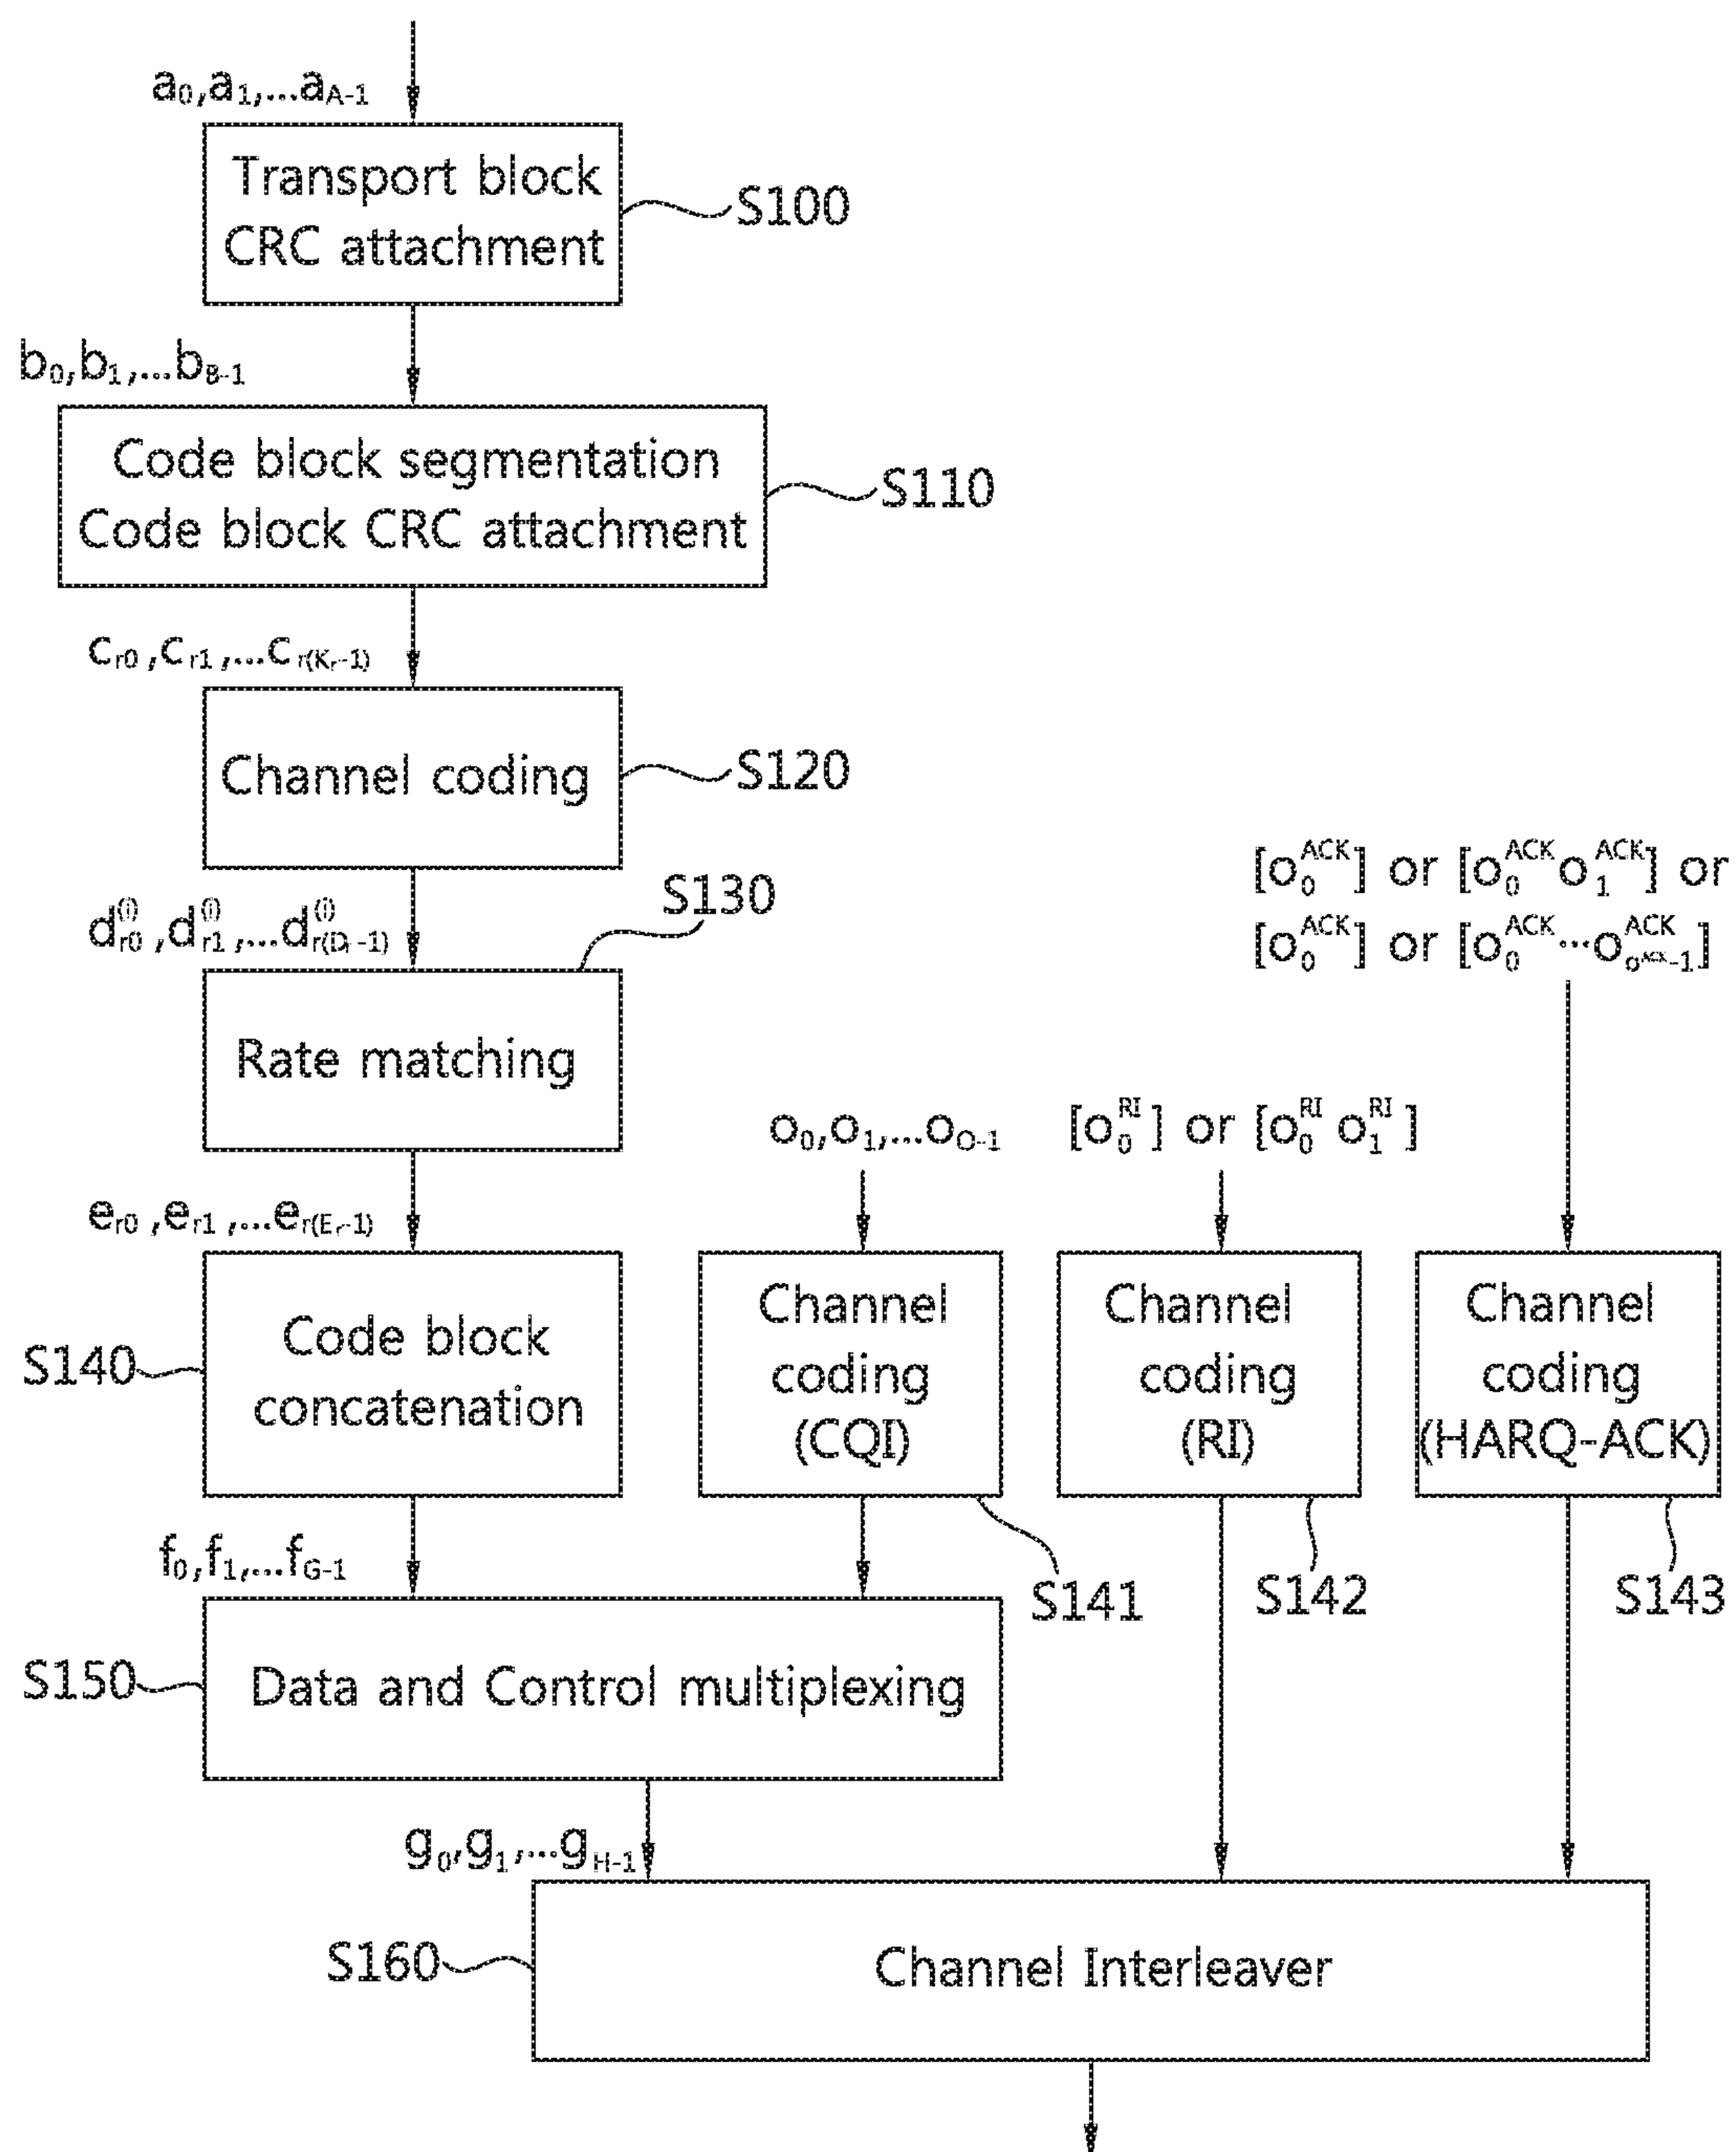 a0,a1,...aA-1
Transport block
CRC attachment
S100
b0,b1,...bB-1
Code block segmentation
Code block CRC attachment
S110
cr0,cr1,...cr(Kr-1)
Channel coding
S120
d(i)r0,d(i)r1,...d(i)r(Dr-1)
S130
Rate matching
[o0ACK] or [o0ACK o1ACK] or
[o0ACK] or [o0ACK...oOACK-1ACK]
er0,er1,...er(Er-1)
o0,o1,...oO-1
[o0RI] or [o0RI o1RI]
Code block
concatenation
S140
Channel
coding
(CQI)
Channel
coding
(RI)
Channel
coding
(HARQ-ACK)
f0,f1,...fG-1
S141
S142
S143
S150
Data and Control multiplexing
g0,g1,...gH-1
S160
Channel Interleaver